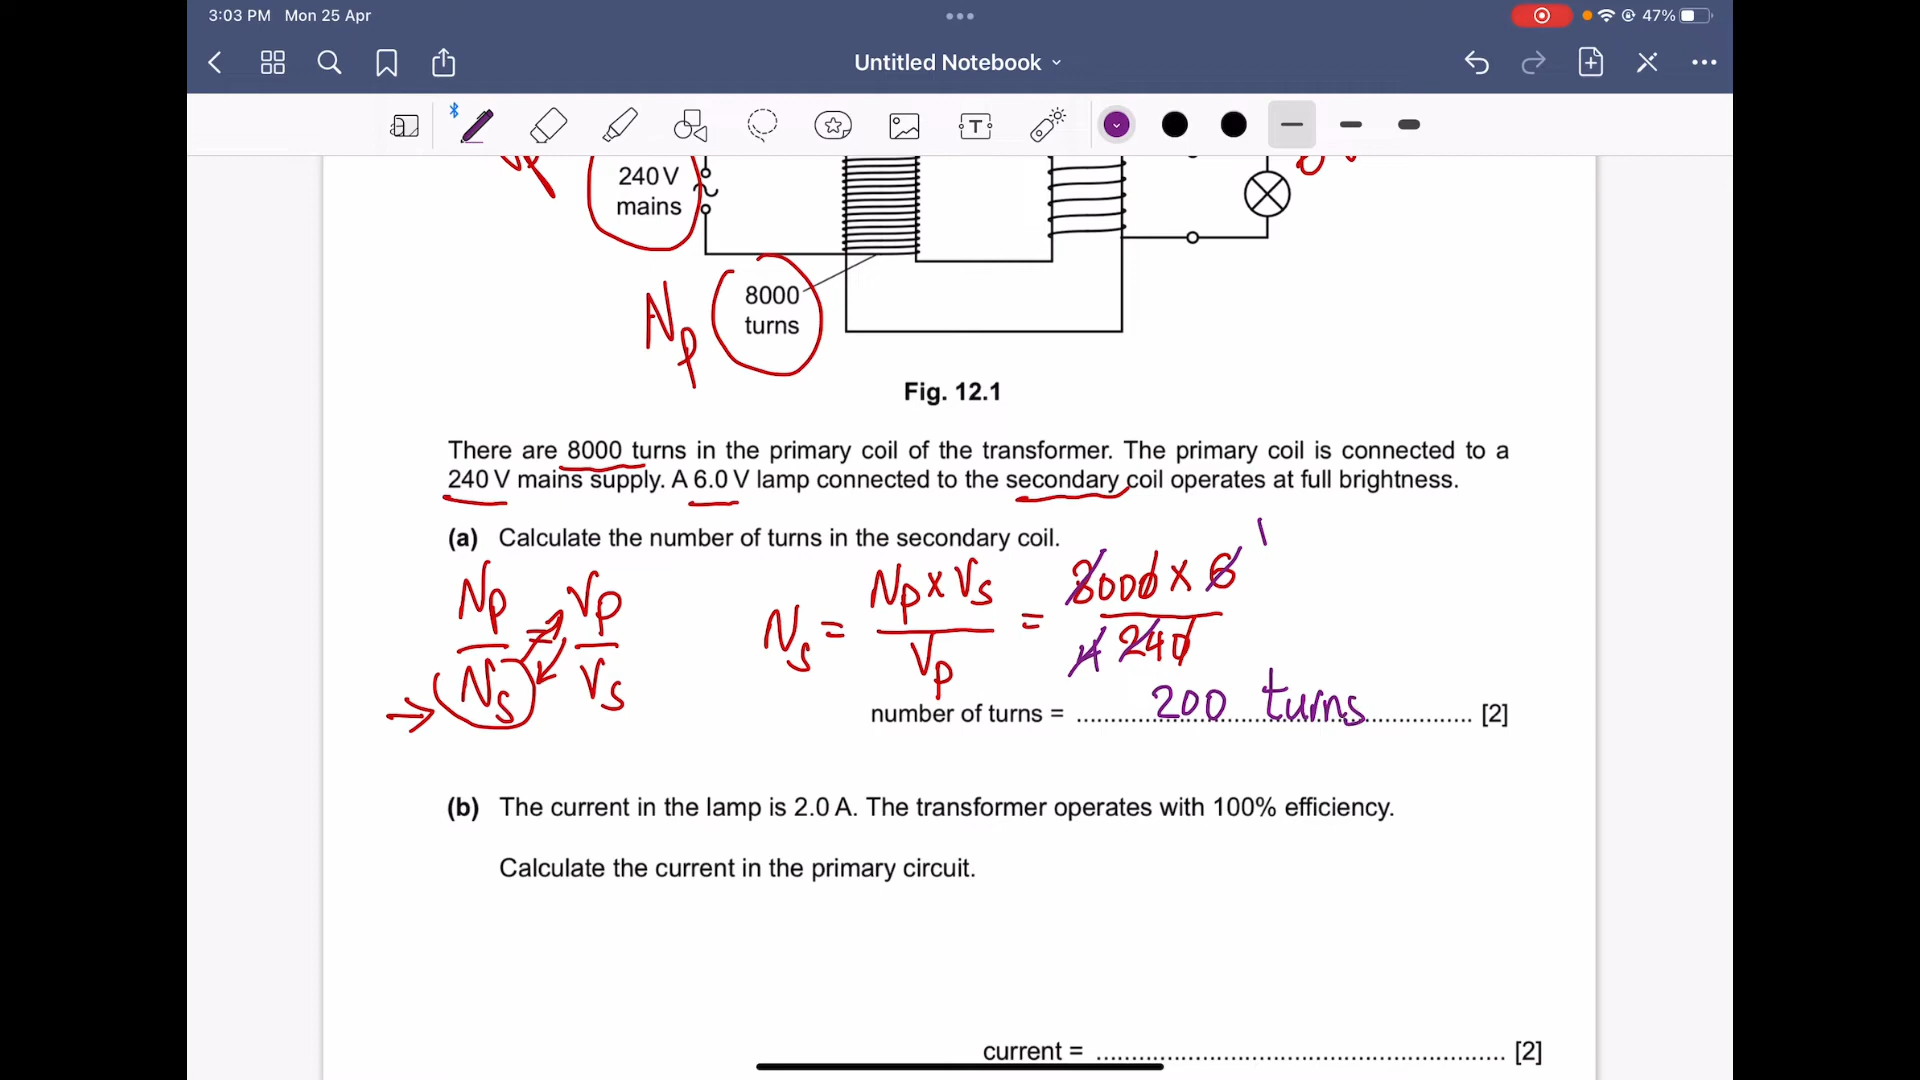 3:03 PM Mon 25 Apr
47%
Untitled Notebook
T
240 V
mains
Np
8000
turns
Fig. 12.1
There are 8000 turns in the primary coil of the transformer. The primary coil is connected to a
240 V mains supply. A 6.0 V lamp connected to the secondary coil operates at full brightness.
(a) Calculate the number of turns in the secondary coil.
Np/Ns = Vp/Vs
Ns = Np x Vs / Vp = 8000 x 6 / 240
1
4
number of turns = 200 turns [2]
(b) The current in the lamp is 2.0 A. The transformer operates with 100% efficiency.
Calculate the current in the primary circuit.
current = [2]